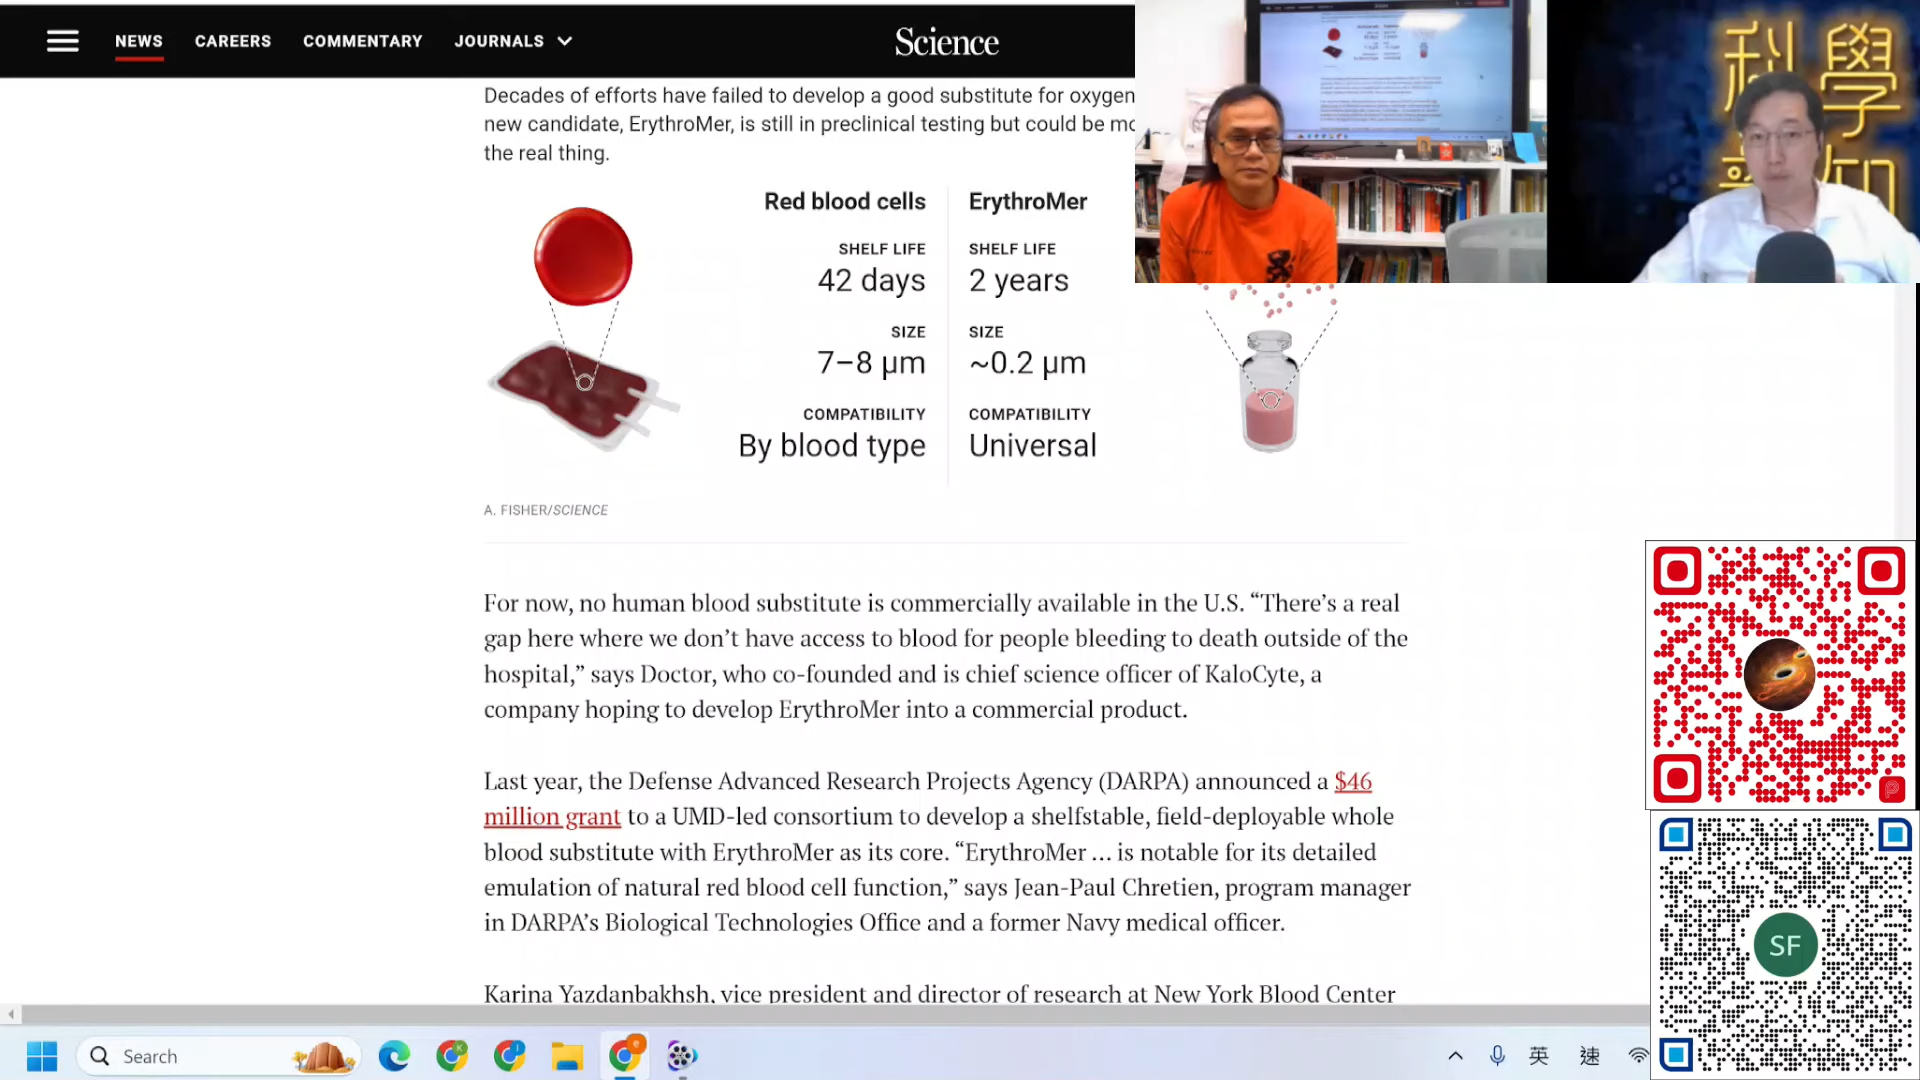 NEWS
CAREERS
COMMENTARY
JOURNALS
Science
科學
Decades of efforts have failed to develop a good substitute for oxygen
new candidate, ErythroMer, is still in preclinical testing but could be mo
the real thing.
Red blood cells
ErythroMer
SHELF LIFE
42 days
SHELF LIFE
2 years
SIZE
7–8 µm
SIZE
~0.2 µm
COMPATIBILITY
By blood type
COMPATIBILITY
Universal
A. FISHER/SCIENCE
For now, no human blood substitute is commercially available in the U.S. “There’s a real
gap here where we don’t have access to blood for people bleeding to death outside of the
hospital,” says Doctor, who co-founded and is chief science officer of KaloCyte, a
company hoping to develop ErythroMer into a commercial product.
Last year, the Defense Advanced Research Projects Agency (DARPA) announced a $46
million grant to a UMD-led consortium to develop a shelfstable, field-deployable whole
blood substitute with ErythroMer as its core. “ErythroMer … is notable for its detailed
emulation of natural red blood cell function,” says Jean-Paul Chretien, program manager
in DARPA’s Biological Technologies Office and a former Navy medical officer.
Karina Yazdanbakhsh, vice president and director of research at New York Blood Center
SF
Search
英
速